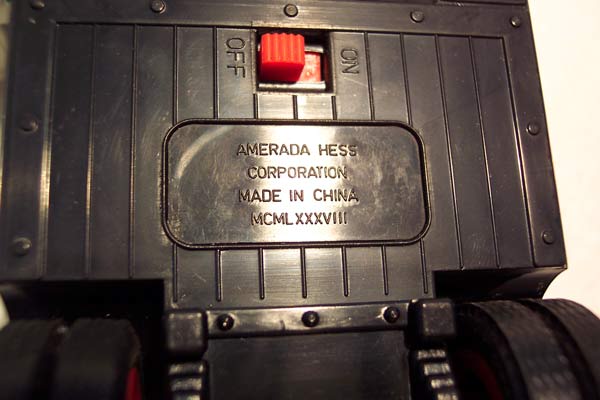 OFF
ON
AMERADA HESS
CORPORATION
MADE IN CHINA
MCMLXXXVIII